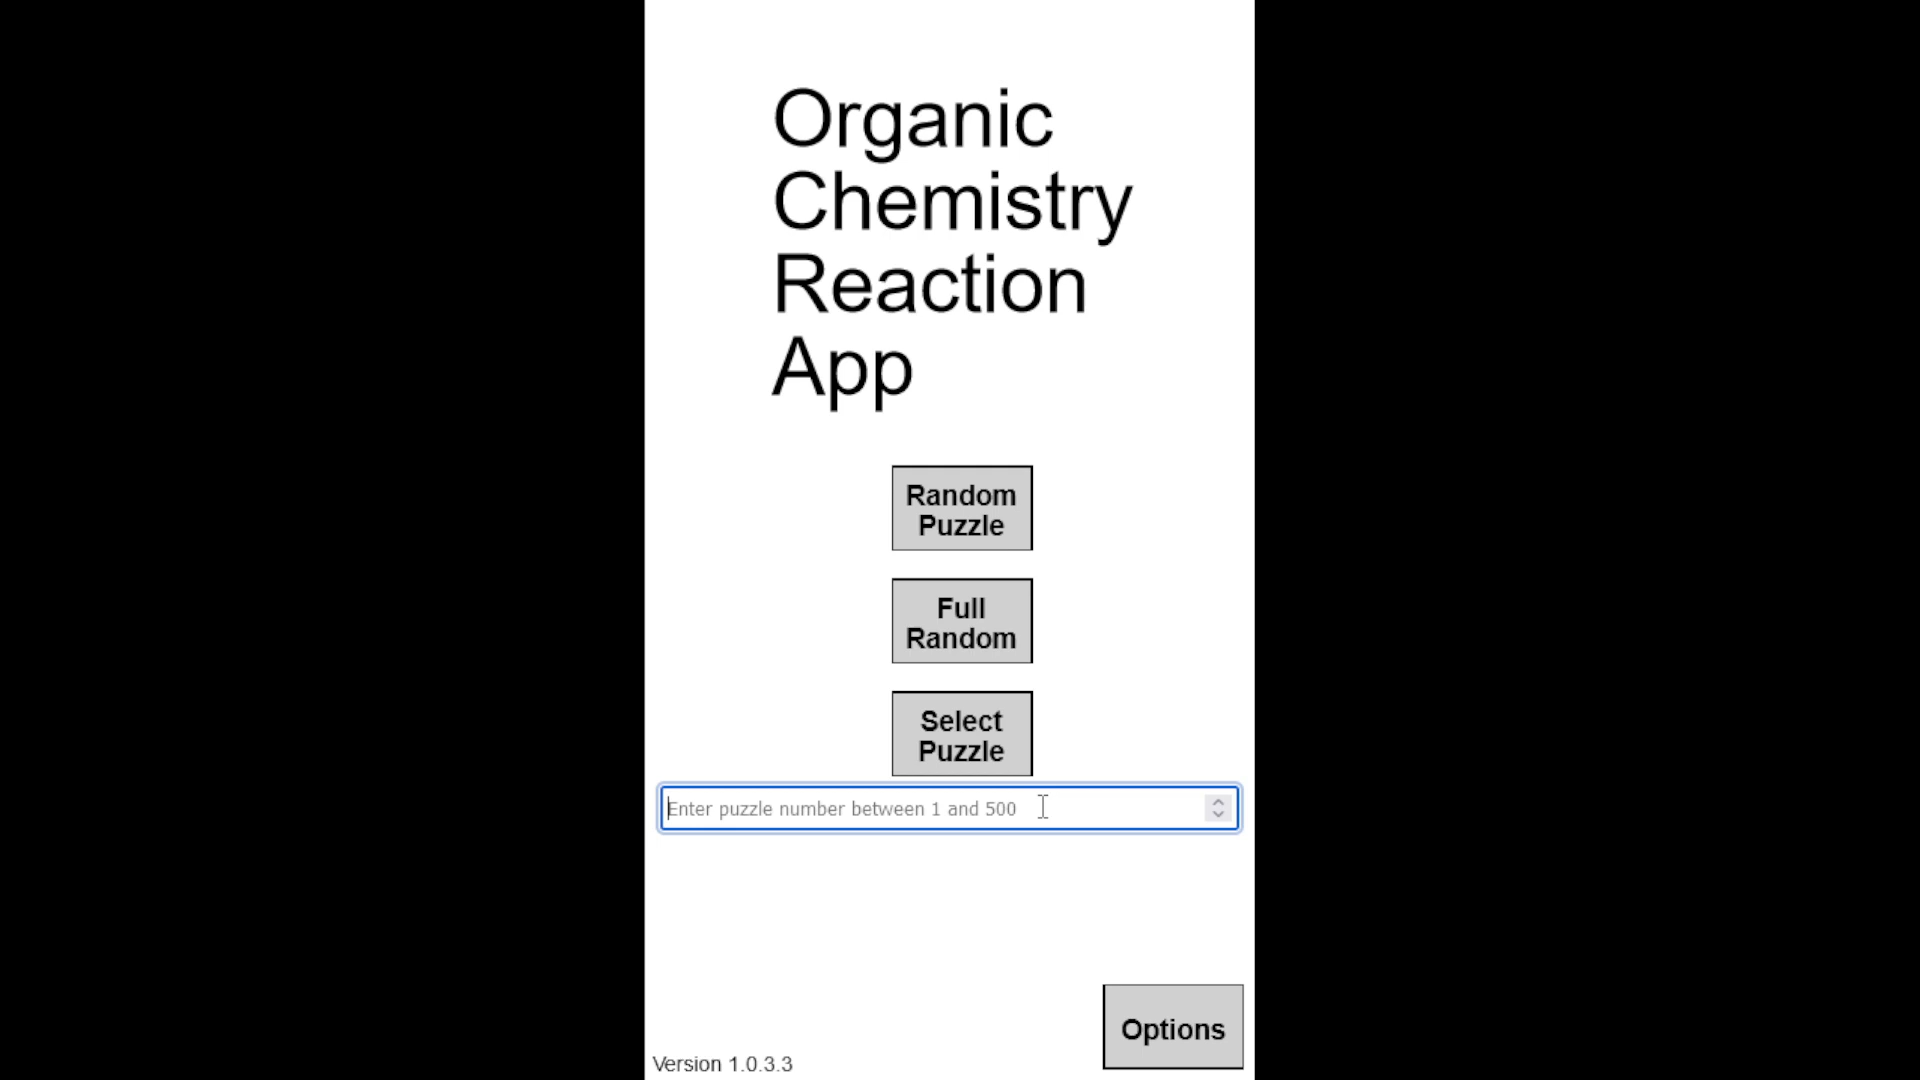 Organic
Chemistry
Reaction
App
Random
Puzzle
Full
Random
Select
Puzzle
Enter puzzle number between 1 and 500
Options
Version 1.0.3.3